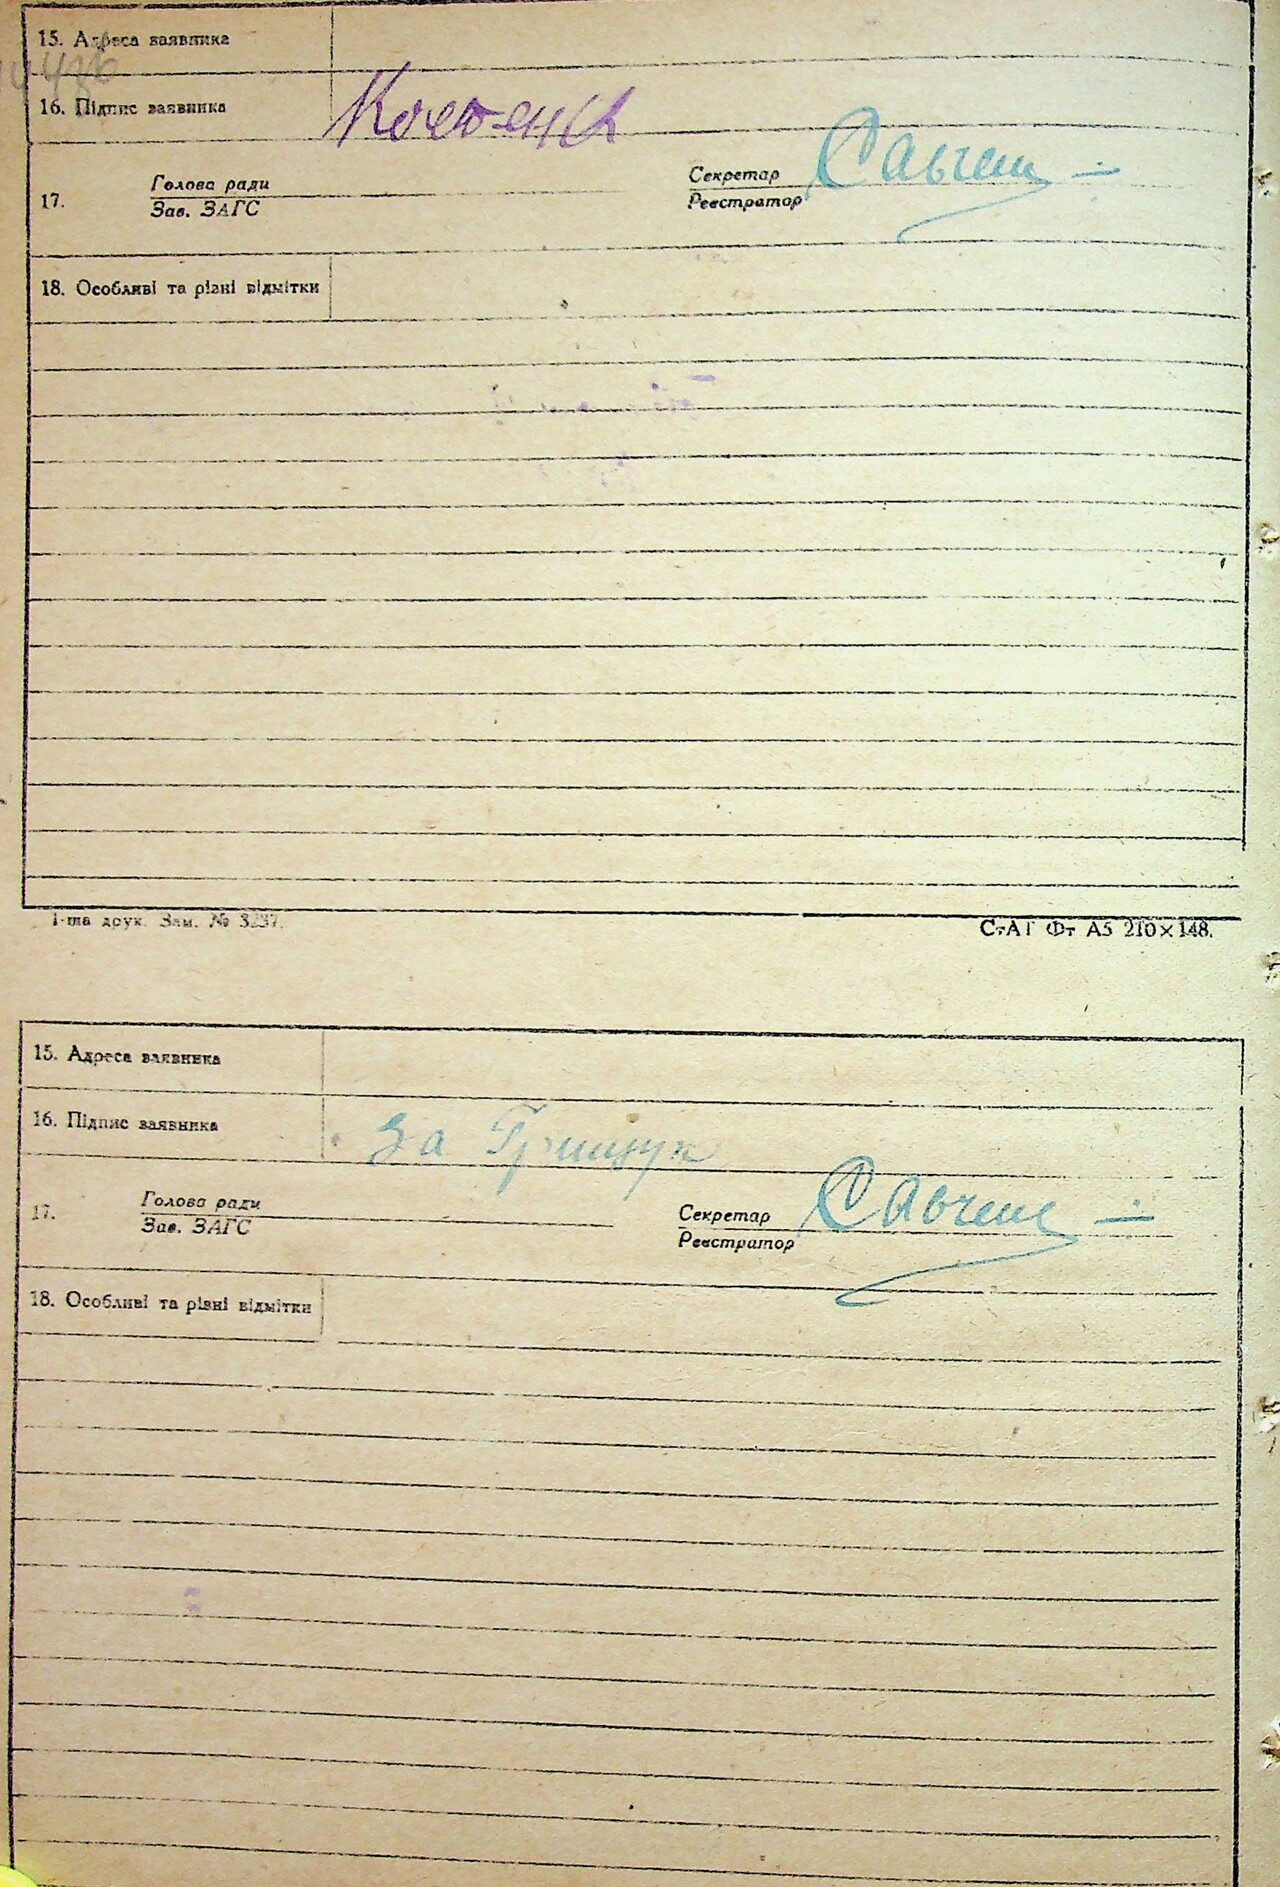 15. Адреса заявника
16. Підпис заявника
17. Голова ради
Зав. ЗАГС
Секретар Савчен
Реєстратор
18. Особливі та різні відмітки
1-ша друк. Зам. № 3237.
СтАТ Фт А5 210×148.
15. Адреса заявника
16. Підпис заявника За Грищук
17. Голова ради
Зав. ЗАГС
Секретар Савчен
Реєстратор
18. Особливі та різні відмітки